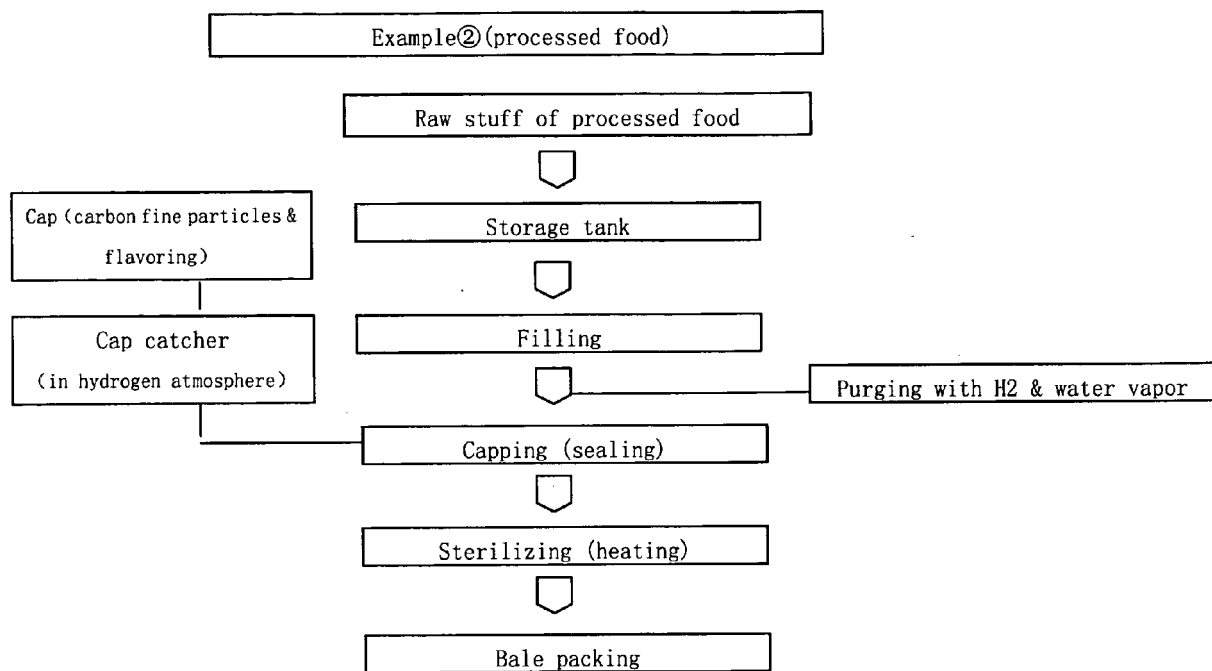 Example②(processed food)
Raw stuff of processed food
Cap (carbon fine particles &
flavoring)
Storage tank
Cap catcher
(in hydrogen atmosphere)
Filling
Purging with H2 & water vapor
Capping (sealing)
Sterilizing (heating)
Bale packing